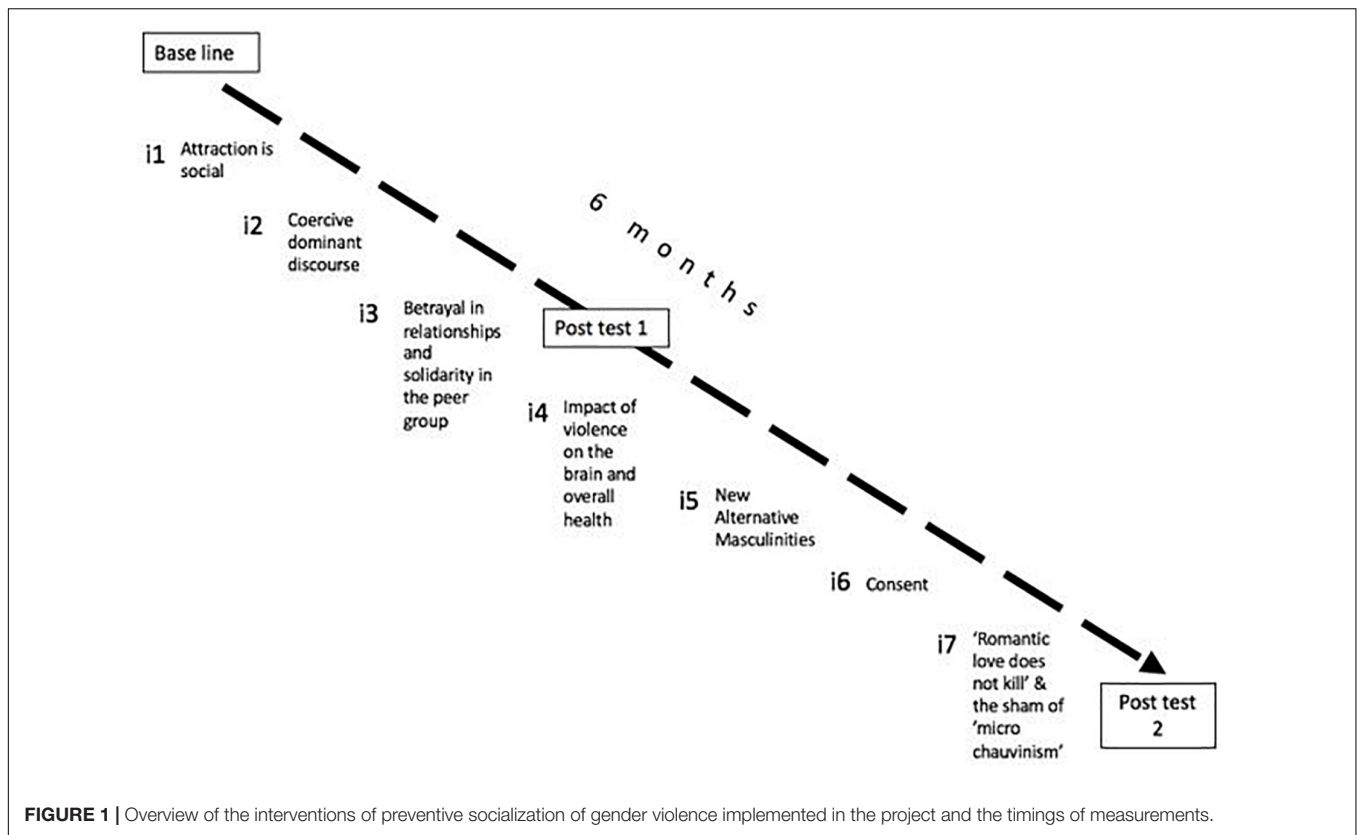 Base line
i1 Attraction is
social
i2 Coercive
dominant
discourse
6 months
i3 Betrayal in
relationships
and
solidarity in
the peer
group
Post test 1
i4 Impact of
violence
on the
brain and
overall
health
i5 New
Alternative
Masculinities
i6 Consent
i7 'Romantic
love does
not kill' &
the sham of
'micro
chauvinism'
Post test
2
FIGURE 1 | Overview of the interventions of preventive socialization of gender violence implemented in the project and the timings of measurements.